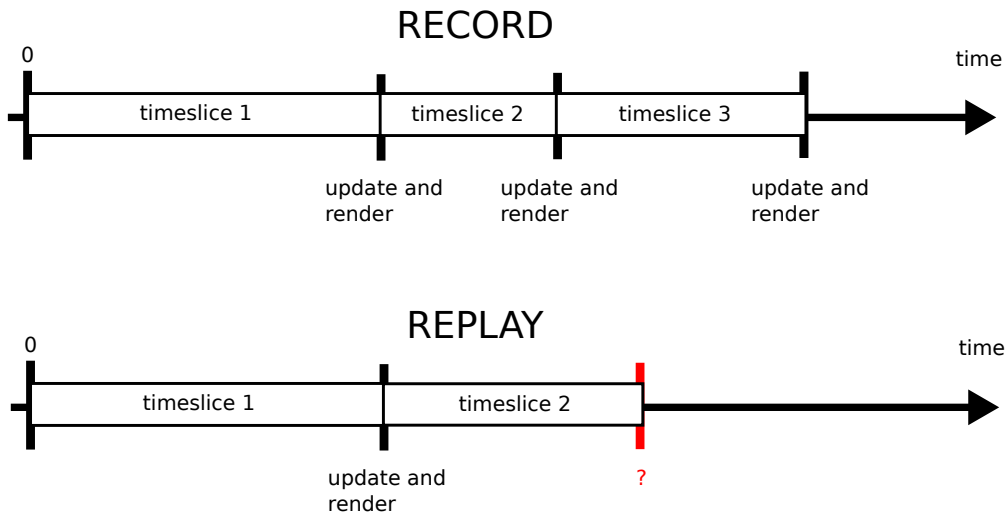 RECORD
0
time
timeslice 1
timeslice 2
timeslice 3
update and
render
update and
render
update and
render
REPLAY
0
time
timeslice 1
timeslice 2
update and
render
?